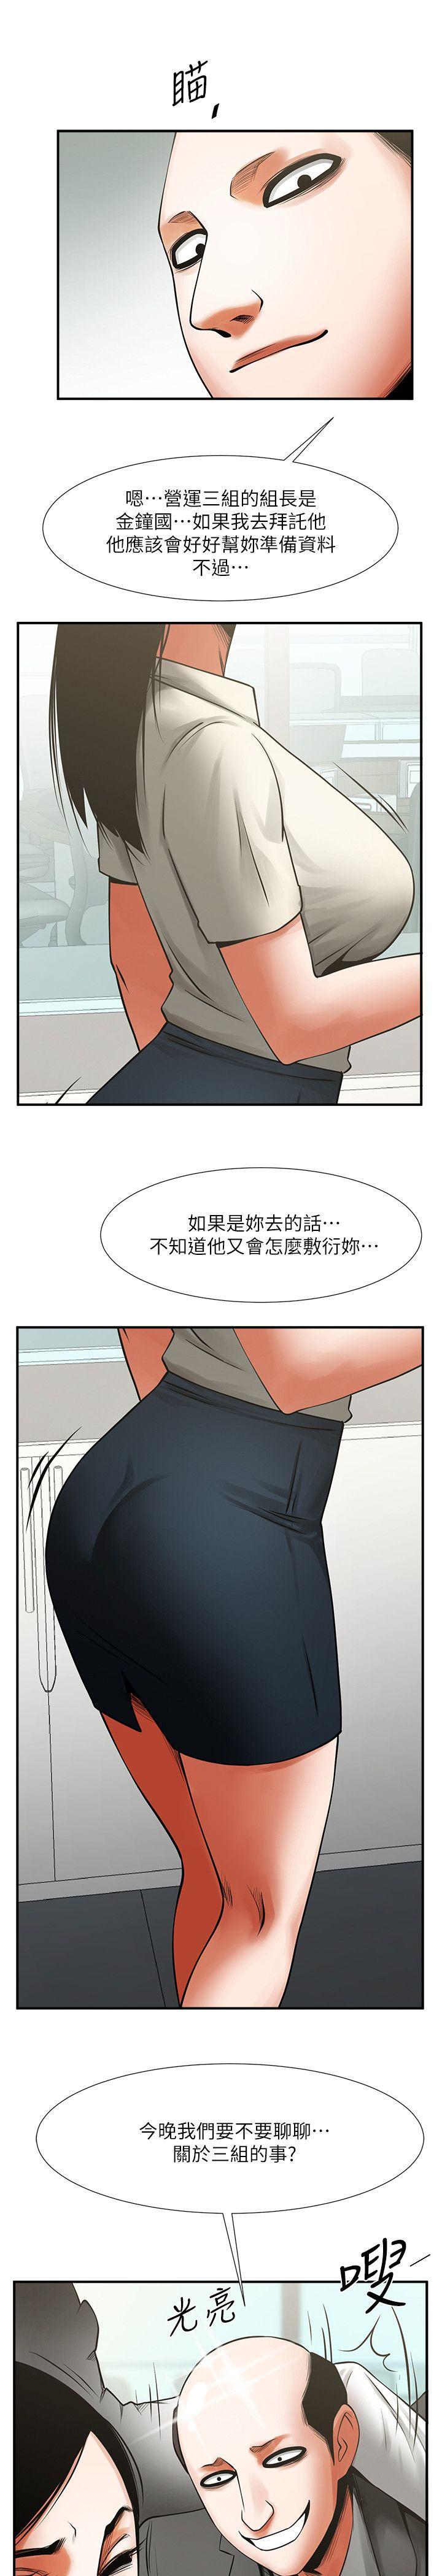 瞄
嗯⋯營運三組的組長是
金鐘國⋯如果我去拜託他
他應該會好好幫妳準備資料
不過⋯
如果是妳去的話⋯
不知道他又會怎麼敷衍妳⋯
今晚我們要不要聊聊⋯
關於三組的事?
嗖
光亮